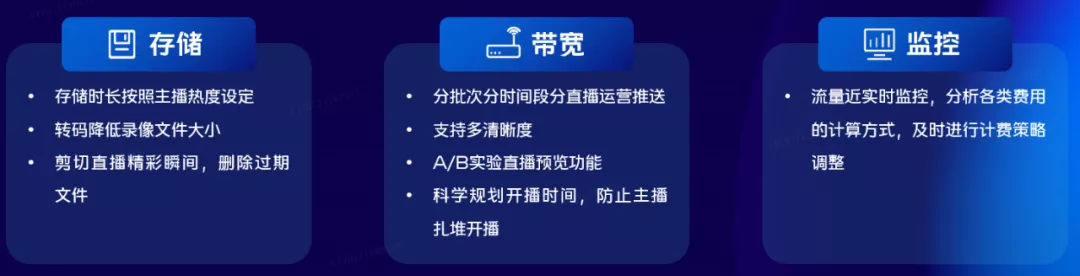 存储
• 存储时长按照主播热度设定
• 转码降低录像文件大小
• 剪切直播精彩瞬间，删除过期
文件
带宽
• 分批次分时间段分直播运营推送
• 支持多清晰度
• A/B实验直播预览功能
• 科学规划开播时间，防止主播
扎堆开播
监控
• 流量近实时监控，分析各类费用
的计算方式，及时进行计费策略
调整